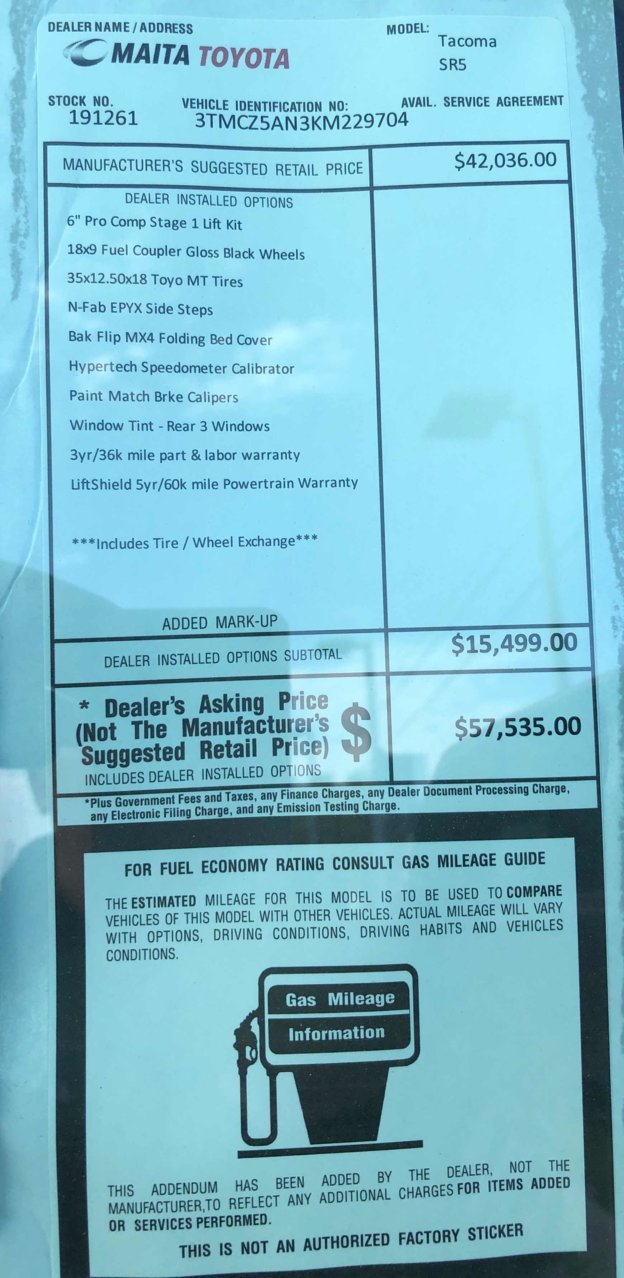 DEALER NAME / ADDRESS
MAITA TOYOTA
MODEL:
Tacoma
SR5
STOCK NO.
191261
VEHICLE IDENTIFICATION NO:
3TMCZ5AN3KM229704
AVAIL. SERVICE AGREEMENT
MANUFACTURER'S SUGGESTED RETAIL PRICE
$42,036.00
DEALER INSTALLED OPTIONS
6" Pro Comp Stage 1 Lift Kit
18x9 Fuel Coupler Gloss Black Wheels
35x12.50x18 Toyo MT Tires
N-Fab EPYX Side Steps
Bak Flip MX4 Folding Bed Cover
Hypertech Speedometer Calibrator
Paint Match Brke Calipers
Window Tint - Rear 3 Windows
3yr/36k mile part & labor warranty
LiftShield 5yr/60k mile Powertrain Warranty
***Includes Tire / Wheel Exchange***
ADDED MARK-UP
DEALER INSTALLED OPTIONS SUBTOTAL
$15,499.00
* Dealer's Asking Price
(Not The Manufacturer's
Suggested Retail Price)
$
INCLUDES DEALER INSTALLED OPTIONS
$57,535.00
*Plus Government Fees and Taxes, any Finance Charges, any Dealer Document Processing Charge,
any Electronic Filing Charge, and any Emission Testing Charge.
FOR FUEL ECONOMY RATING CONSULT GAS MILEAGE GUIDE
THE ESTIMATED MILEAGE FOR THIS MODEL IS TO BE USED TO COMPARE
VEHICLES OF THIS MODEL WITH OTHER VEHICLES. ACTUAL MILEAGE WILL VARY
WITH OPTIONS, DRIVING CONDITIONS, DRIVING HABITS AND VEHICLES
CONDITIONS.
Gas Mileage
Information
THIS ADDENDUM HAS BEEN ADDED BY THE DEALER, NOT THE
MANUFACTURER,TO REFLECT ANY ADDITIONAL CHARGES FOR ITEMS ADDED
OR SERVICES PERFORMED.
THIS IS NOT AN AUTHORIZED FACTORY STICKER